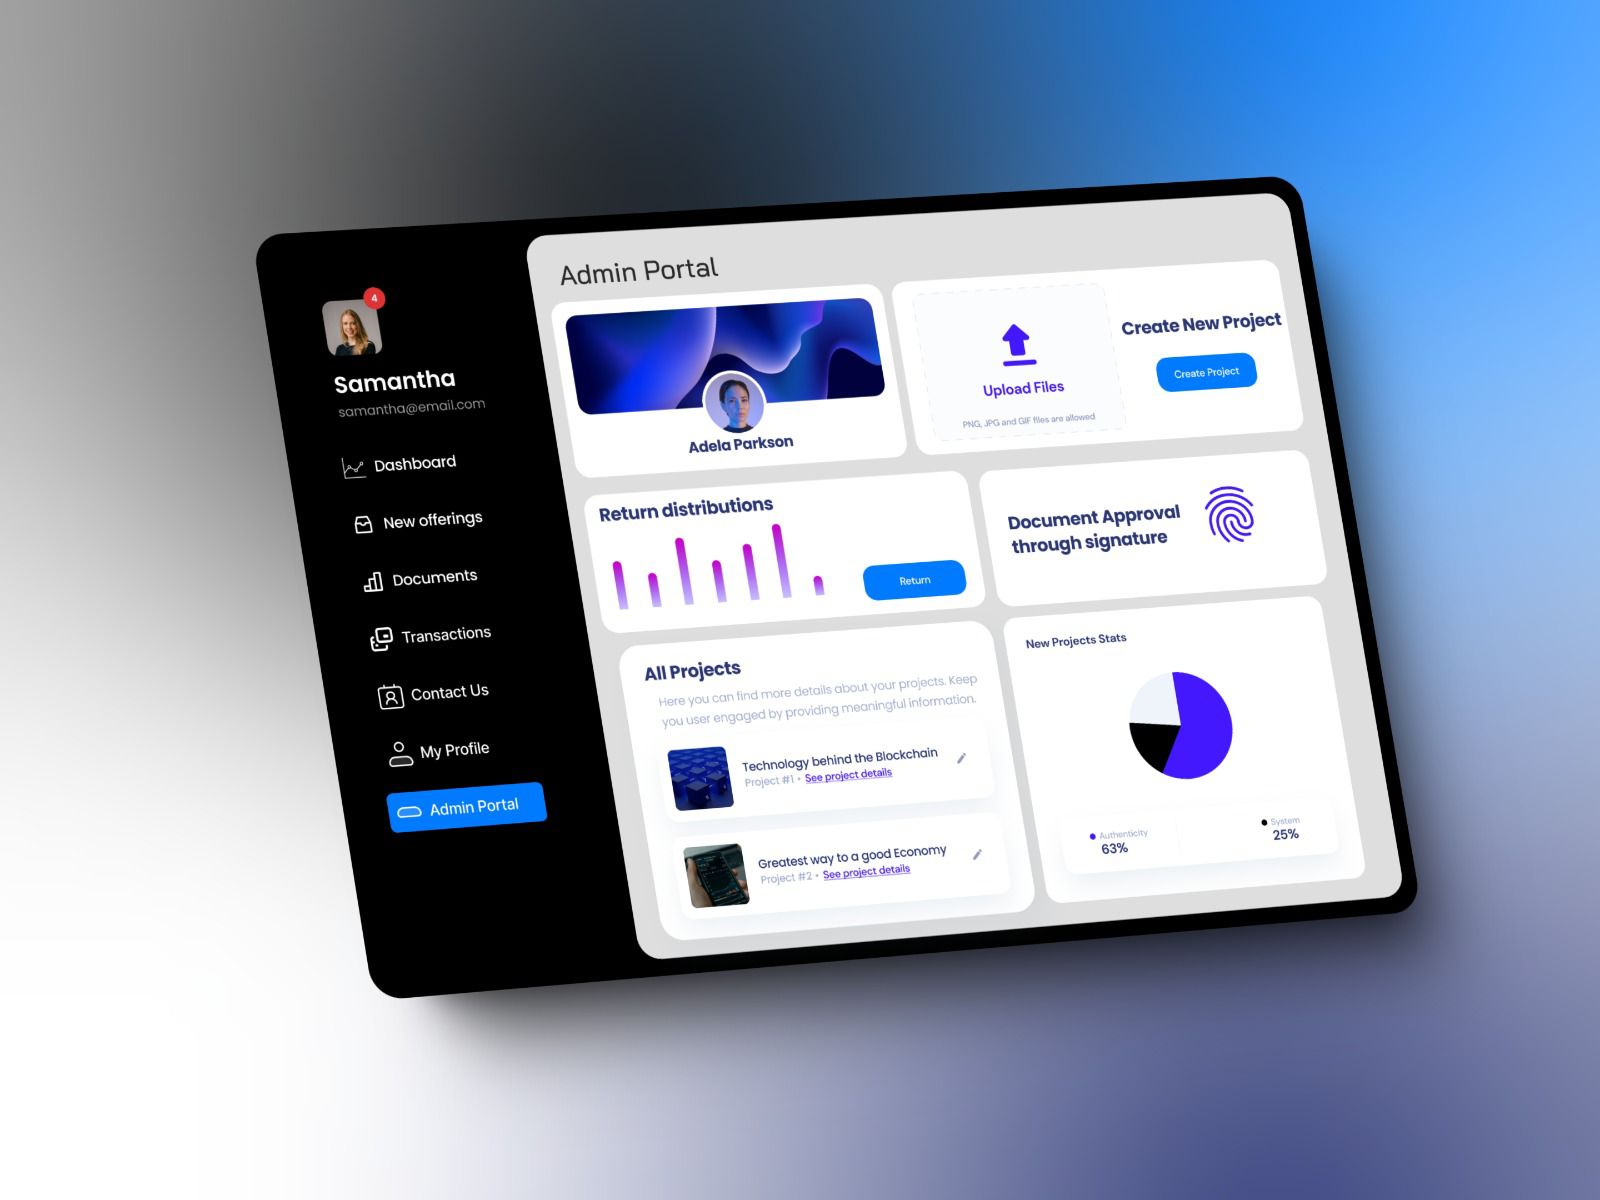 4
Samantha
samantha@email.com
Dashboard
New offerings
Documents
Transactions
Contact Us
My Profile
Admin Portal
Admin Portal
Adela Parkson
Upload Files
PNG, JPG and GIF files are allowed
Create New Project
Create Project
Return distributions
Return
Document Approval
through signature
All Projects
Here you can find more details about your projects. Keep
you user engaged by providing meaningful information.
Technology behind the Blockchain
Project #1 • See project details
Greatest way to a good Economy
Project #2 • See project details
New Projects Stats
Authenticity
63%
System
25%